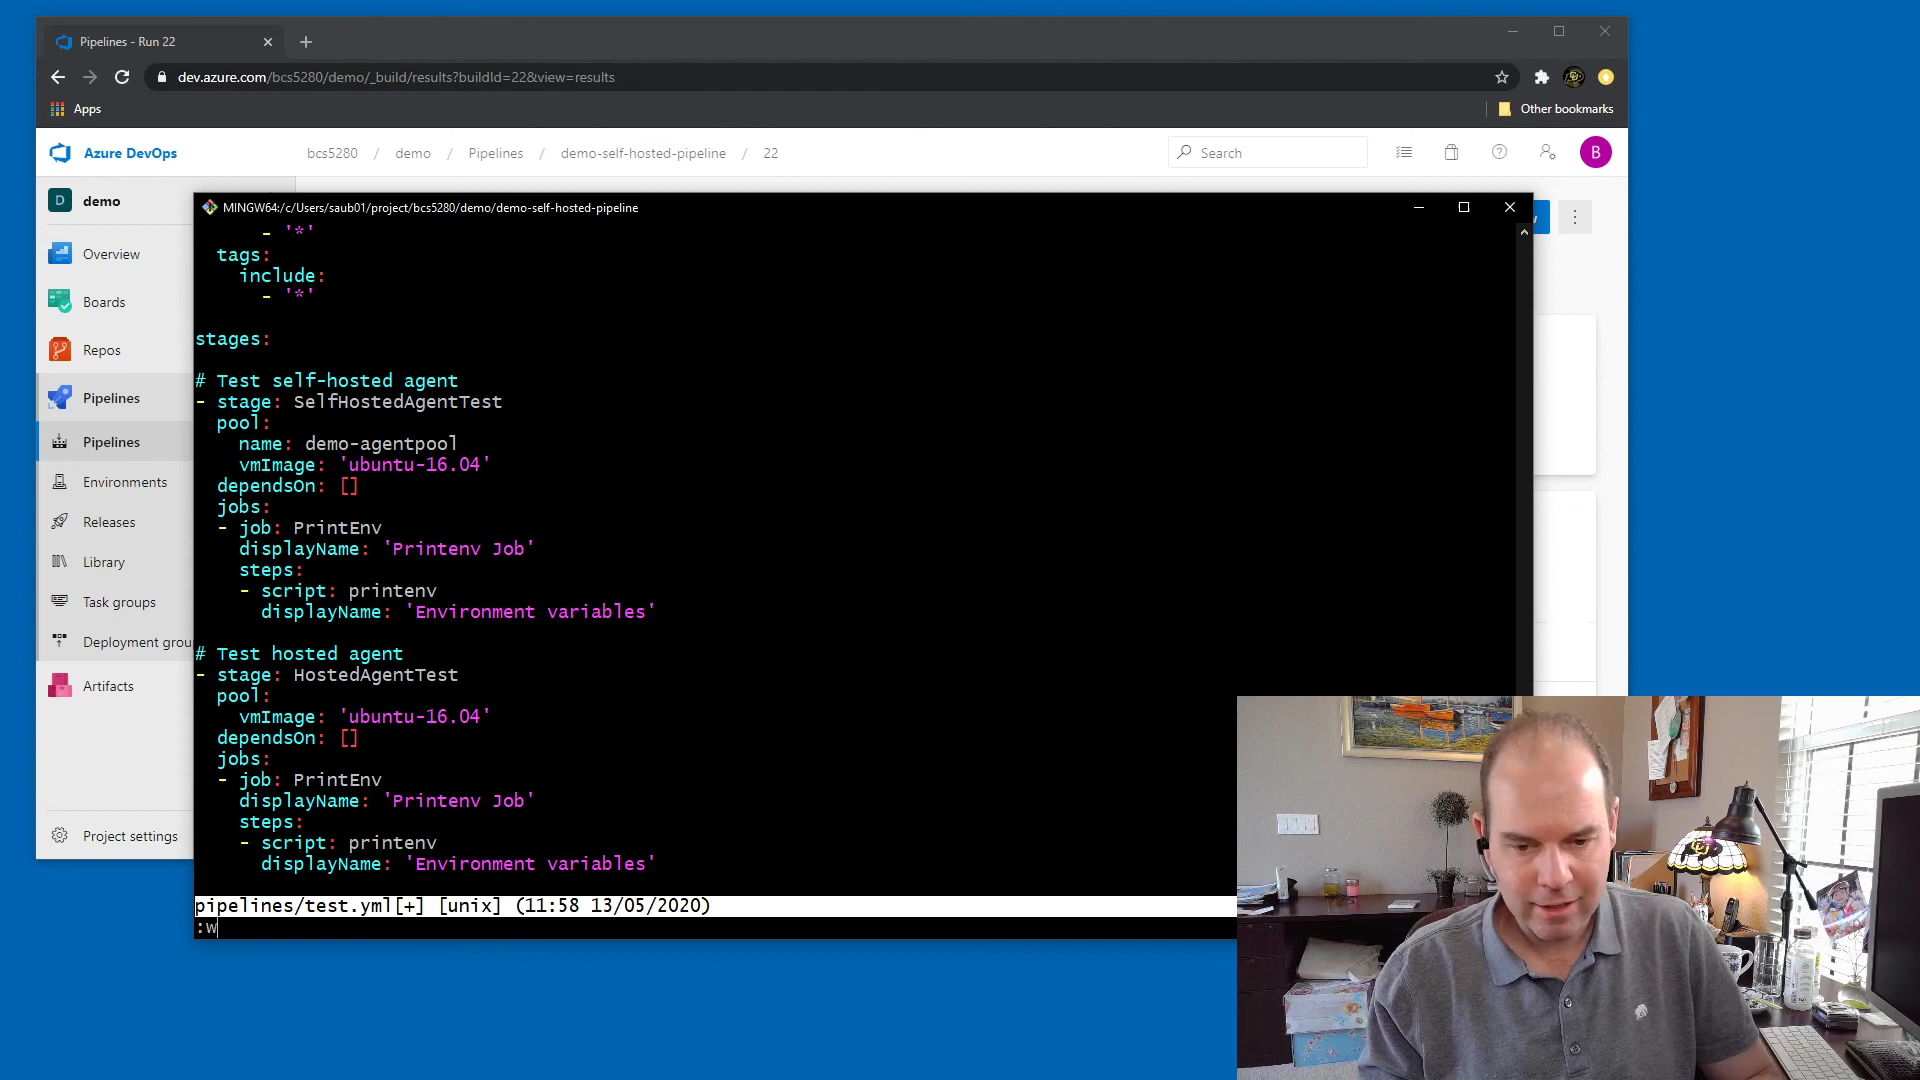 Pipelines - Run 22
dev.azure.com/bcs5280/demo/_build/results?buildId=22&view=results
Apps
Other bookmarks
Azure DevOps
bcs5280 / demo / Pipelines / demo-self-hosted-pipeline / 22
Search
B
D demo
Overview
Boards
Repos
Pipelines
Pipelines
Environments
Releases
Library
Task groups
Deployment grou
Artifacts
Project settings
MINGW64:/c/Users/saub01/project/bcs5280/demo/demo-self-hosted-pipeline
- '*'
tags:
include:
- '*'
stages:
# Test self-hosted agent
- stage: SelfHostedAgentTest
pool:
name: demo-agentpool
vmImage: 'ubuntu-16.04'
dependsOn: []
jobs:
- job: PrintEnv
displayName: 'Printenv Job'
steps:
- script: printenv
displayName: 'Environment variables'
# Test hosted agent
- stage: HostedAgentTest
pool:
vmImage: 'ubuntu-16.04'
dependsOn: []
jobs:
- job: PrintEnv
displayName: 'Printenv Job'
steps:
- script: printenv
displayName: 'Environment variables'
pipelines/test.yml[+] [unix] (11:58 13/05/2020)
:w